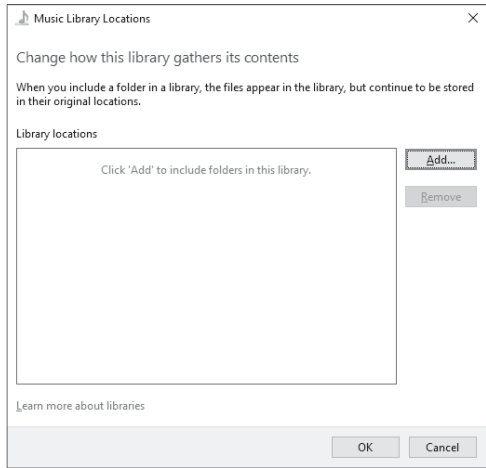 Music Library Locations
Change how this library gathers its contents
When you include a folder in a library, the files appear in the library, but continue to be stored
in their original locations.
Library locations
Click 'Add' to include folders in this library.
Add...
Remove
Learn more about libraries
OK
Cancel